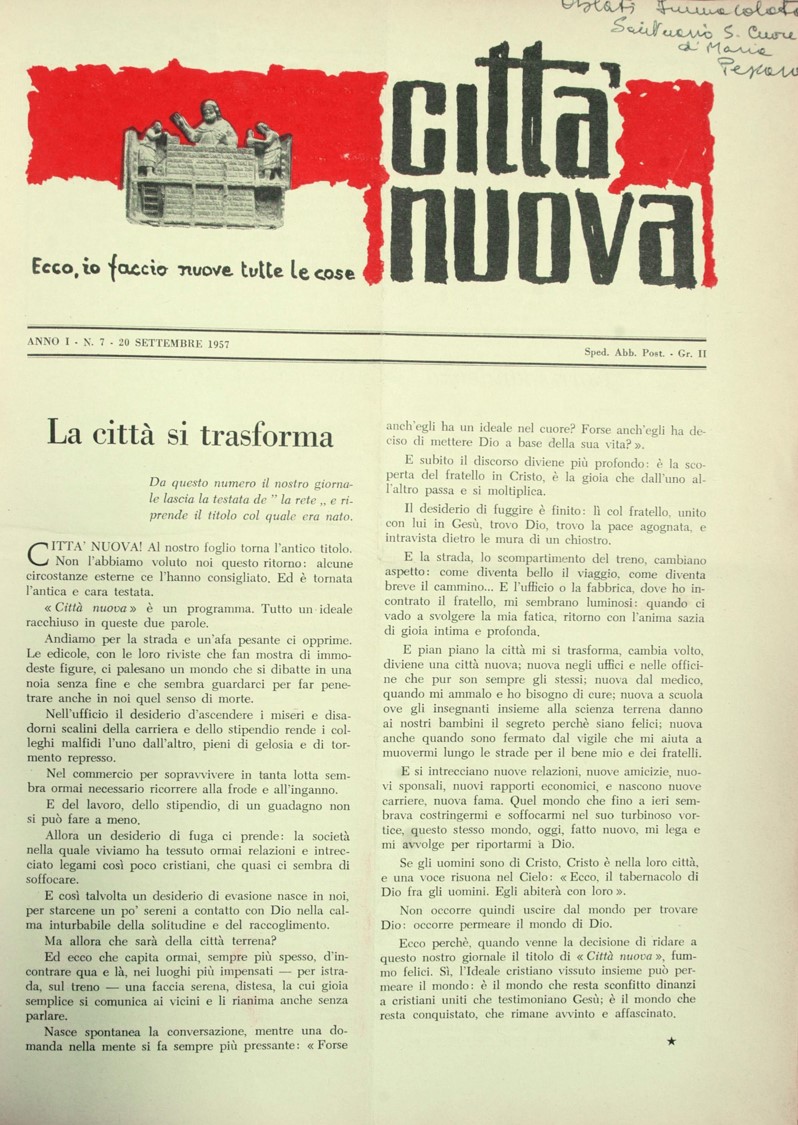 Oblati Immacolata
Santuario S. Cuore
di Maria
Pesaro
città
nuova
Ecco, io faccio nuove tutte le cose
ANNO I - N. 7 - 20 SETTEMBRE 1957
Sped. Abb. Post. - Gr. II
La città si trasforma
Da questo numero il nostro giorna-
le lascia la testata de " la rete „ e ri-
prende il titolo col quale era nato.
CITTA' NUOVA! Al nostro foglio torna l'antico titolo.
Non l'abbiamo voluto noi questo ritorno: alcune
circostanze esterne ce l'hanno consigliato. Ed è tornata
l'antica e cara testata.
« Città nuova » è un programma. Tutto un ideale
racchiuso in queste due parole.
Andiamo per la strada e un'afa pesante ci opprime.
Le edicole, con le loro riviste che fan mostra di immo-
deste figure, ci palesano un mondo che si dibatte in una
noia senza fine e che sembra guardarci per far pene-
trare anche in noi quel senso di morte.
Nell'ufficio il desiderio d'ascendere i miseri e disa-
dorni scalini della carriera e dello stipendio rende i col-
leghi malfidi l'uno dall'altro, pieni di gelosia e di tor-
mento represso.
Nel commercio per sopravvivere in tanta lotta sem-
bra ormai necessario ricorrere alla frode e all'inganno.
E del lavoro, dello stipendio, di un guadagno non
si può fare a meno.
Allora un desiderio di fuga ci prende: la società
nella quale viviamo ha tessuto ormai relazioni e intrec-
ciato legami così poco cristiani, che quasi ci sembra di
soffocare.
E così talvolta un desiderio di evasione nasce in noi,
per starcene un po' sereni a contatto con Dio nella cal-
ma inturbabile della solitudine e del raccoglimento.
Ma allora che sarà della città terrena?
Ed ecco che capita ormai, sempre più spesso, d'in-
contrare qua e là, nei luoghi più impensati — per istra-
da, sul treno — una faccia serena, distesa, la cui gioia
semplice si comunica ai vicini e li rianima anche senza
parlare.
Nasce spontanea la conversazione, mentre una do-
manda nella mente si fa sempre più pressante: « Forse
anch'egli ha un ideale nel cuore? Forse anch'egli ha de-
ciso di mettere Dio a base della sua vita? ».
E subito il discorso diviene più profondo: è la sco-
perta del fratello in Cristo, è la gioia che dall'uno al-
l'altro passa e si moltiplica.
Il desiderio di fuggire è finito: lì col fratello, unito
con lui in Gesù, trovo Dio, trovo la pace agognata, e
intravista dietro le mura di un chiostro.
E la strada, lo scompartimento del treno, cambiano
aspetto: come diventa bello il viaggio, come diventa
breve il cammino... E l'ufficio o la fabbrica, dove ho in-
contrato il fratello, mi sembrano luminosi: quando ci
vado a svolgere la mia fatica, ritorno con l'anima sazia
di gioia intima e profonda.
E pian piano la città mi si trasforma, cambia volto,
diviene una città nuova; nuova negli uffici e nelle offici-
ne che pur son sempre gli stessi; nuova dal medico,
quando mi ammalo e ho bisogno di cure; nuova a scuola
ove gli insegnanti insieme alla scienza terrena danno
ai nostri bambini il segreto perchè siano felici; nuova
anche quando sono fermato dal vigile che mi aiuta a
muovermi lungo le strade per il bene mio e dei fratelli.
E si intrecciano nuove relazioni, nuove amicizie, nuo-
vi sponsali, nuovi rapporti economici, e nascono nuove
carriere, nuova fama. Quel mondo che fino a ieri sem-
brava costringermi e soffocarmi nel suo turbinoso vor-
tice, questo stesso mondo, oggi, fatto nuovo, mi lega e
mi avvolge per riportarmi a Dio.
Se gli uomini sono di Cristo, Cristo è nella loro città,
e una voce risuona nel Cielo: « Ecco, il tabernacolo di
Dio fra gli uomini. Egli abiterà con loro ».
Non occorre quindi uscire dal mondo per trovare
Dio: occorre permeare il mondo di Dio.
Ecco perchè, quando venne la decisione di ridare a
questo nostro giornale il titolo di « Città nuova », fum-
mo felici. Sì, l'Ideale cristiano vissuto insieme può per-
meare il mondo: è il mondo che resta sconfitto dinanzi
a cristiani uniti che testimoniano Gesù; è il mondo che
resta conquistato, che rimane avvinto e affascinato.
★